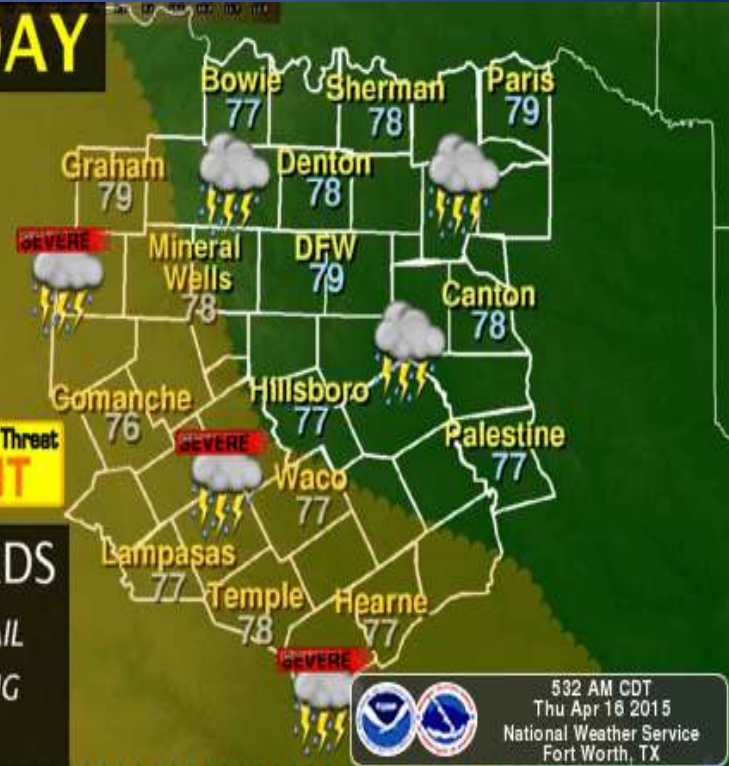 DAY
Bowie
77
Sherman
78
Paris
79
Graham
79
Denton
78
SEVERE
Mineral
Wells
78
DFW
79
Canton
78
Comanche
76
Hillsboro
77
Threat
SEVERE
Palestine
77
Waco
77
Lampasas
77
Temple
78
Hearne
77
SEVERE
532 AM CDT
Thu Apr 16 2015
National Weather Service
Fort Worth, TX